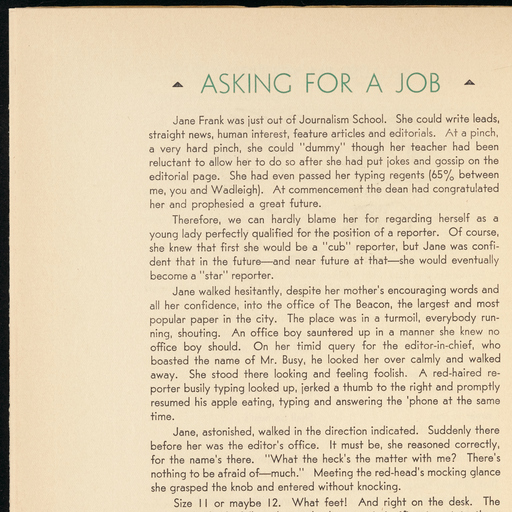 ASKING FOR A JOB
Jane Frank was just out of Journalism School. She could write leads,
straight news, human interest, feature articles and editorials. At a pinch,
a very hard pinch, she could "dummy" though her teacher had been
reluctant to allow her to do so after she had put jokes and gossip on the
editorial page. She had even passed her typing regents (65% between
me, you and Wadleigh). At commencement the dean had congratulated
her and prophesied a great future.
Therefore, we can hardly blame her for regarding herself as a
young lady perfectly qualified for the position of a reporter. Of course,
she knew that first she would be a "cub" reporter, but Jane was confi-
dent that in the future—and near future at that—she would eventually
become a "star" reporter.
Jane walked hesitantly, despite her mother's encouraging words and
all her confidence, into the office of The Beacon, the largest and most
popular paper in the city. The place was in a turmoil, everybody run-
ning, shouting. An office boy sauntered up in a manner she knew no
office boy should. On her timid query for the editor-in-chief, who
boasted the name of Mr. Busy, he looked her over calmly and walked
away. She stood there looking and feeling foolish. A red-haired re-
porter busily typing looked up, jerked a thumb to the right and promptly
resumed his apple eating, typing and answering the 'phone at the same
time.
Jane, astonished, walked in the direction indicated. Suddenly there
before her was the editor's office. It must be, she reasoned correctly,
for the name's there. "What the heck's the matter with me? There's
nothing to be afraid of—much." Meeting the red-head's mocking glance
she grasped the knob and entered without knocking.
Size 11 or maybe 12. What feet! And right on the desk. The